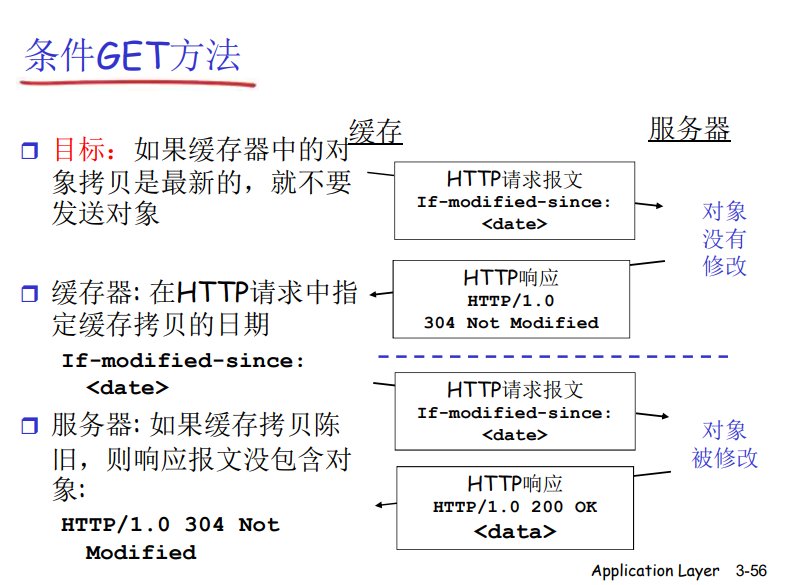 条件GET方法
目标：如果缓存器中的对
象拷贝是最新的，就不要
发送对象
缓存器: 在HTTP请求中指
定缓存拷贝的日期
If-modified-since:
<date>
服务器: 如果缓存拷贝陈
旧，则响应报文没包含对
象:
HTTP/1.0 304 Not
Modified
缓存
服务器
HTTP请求报文
If-modified-since:
<date>
对象
没有
修改
HTTP响应
HTTP/1.0
304 Not Modified
HTTP请求报文
If-modified-since:
<date>
对象
被修改
HTTP响应
HTTP/1.0 200 OK
<data>
Application Layer 3-56